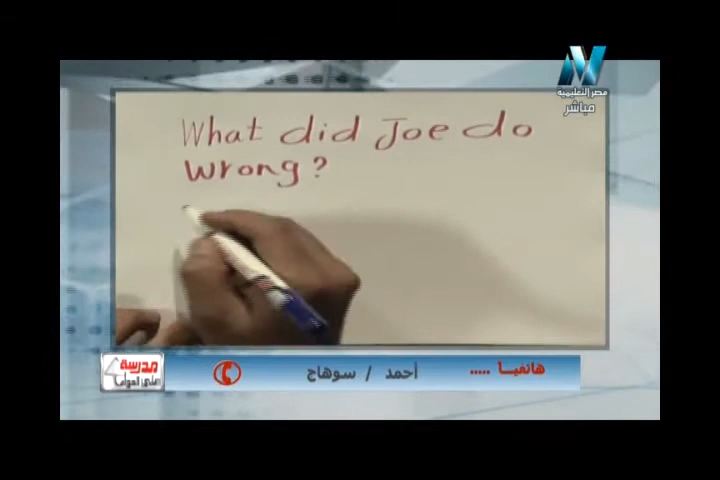 مصر التعليمية
مباشر
What did Joe do
wrong?
هاتفيا ..... أحمد / سوهاج
مدرسة
على الهواء